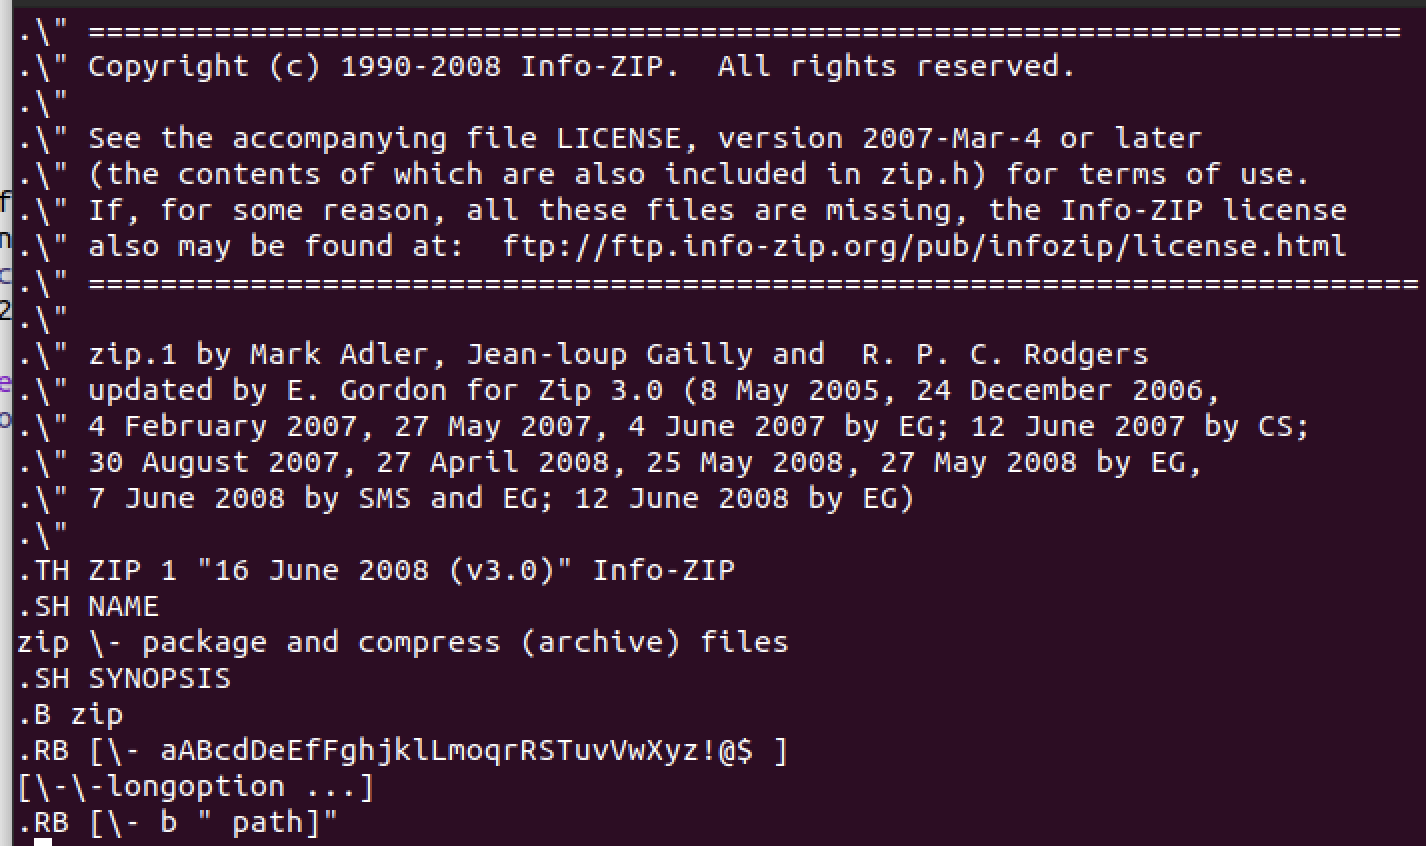 .\" =========================================================================
.\" Copyright (c) 1990-2008 Info-ZIP.  All rights reserved.
.\"
.\" See the accompanying file LICENSE, version 2007-Mar-4 or later
.\" (the contents of which are also included in zip.h) for terms of use.
.\" If, for some reason, all these files are missing, the Info-ZIP license
.\" also may be found at:  ftp://ftp.info-zip.org/pub/infozip/license.html
.\" ==========================================================================
.\"
.\" zip.1 by Mark Adler, Jean-loup Gailly and  R. P. C. Rodgers
.\" updated by E. Gordon for Zip 3.0 (8 May 2005, 24 December 2006,
.\" 4 February 2007, 27 May 2007, 4 June 2007 by EG; 12 June 2007 by CS;
.\" 30 August 2007, 27 April 2008, 25 May 2008, 27 May 2008 by EG,
.\" 7 June 2008 by SMS and EG; 12 June 2008 by EG)
.\"
.TH ZIP 1 "16 June 2008 (v3.0)" Info-ZIP
.SH NAME
zip \- package and compress (archive) files
.SH SYNOPSIS
.B zip
.RB [\- aABcdDeEfFghjklLmoqrRSTuvVwXyz!@$ ]
[\-\-longoption ...]
.RB [\- b " path]"